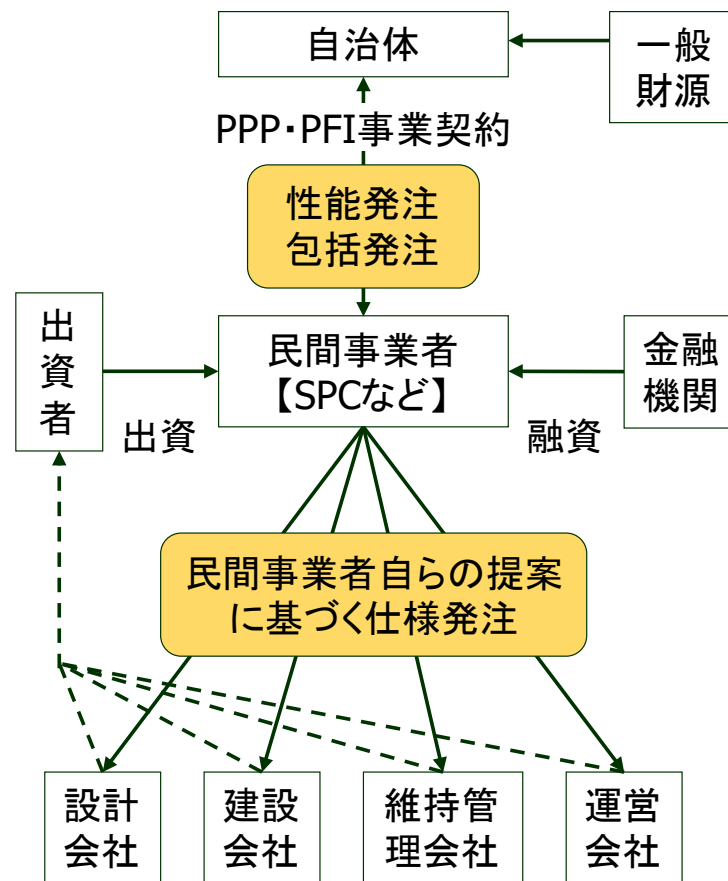 自治体
一般
財源
PPP・PFI事業契約
性能発注
包括発注
出
資
者
民間事業者
【SPCなど】
金融
機関
出資
融資
民間事業者自らの提案
に基づく仕様発注
設計
会社
建設
会社
維持管
理会社
運営
会社